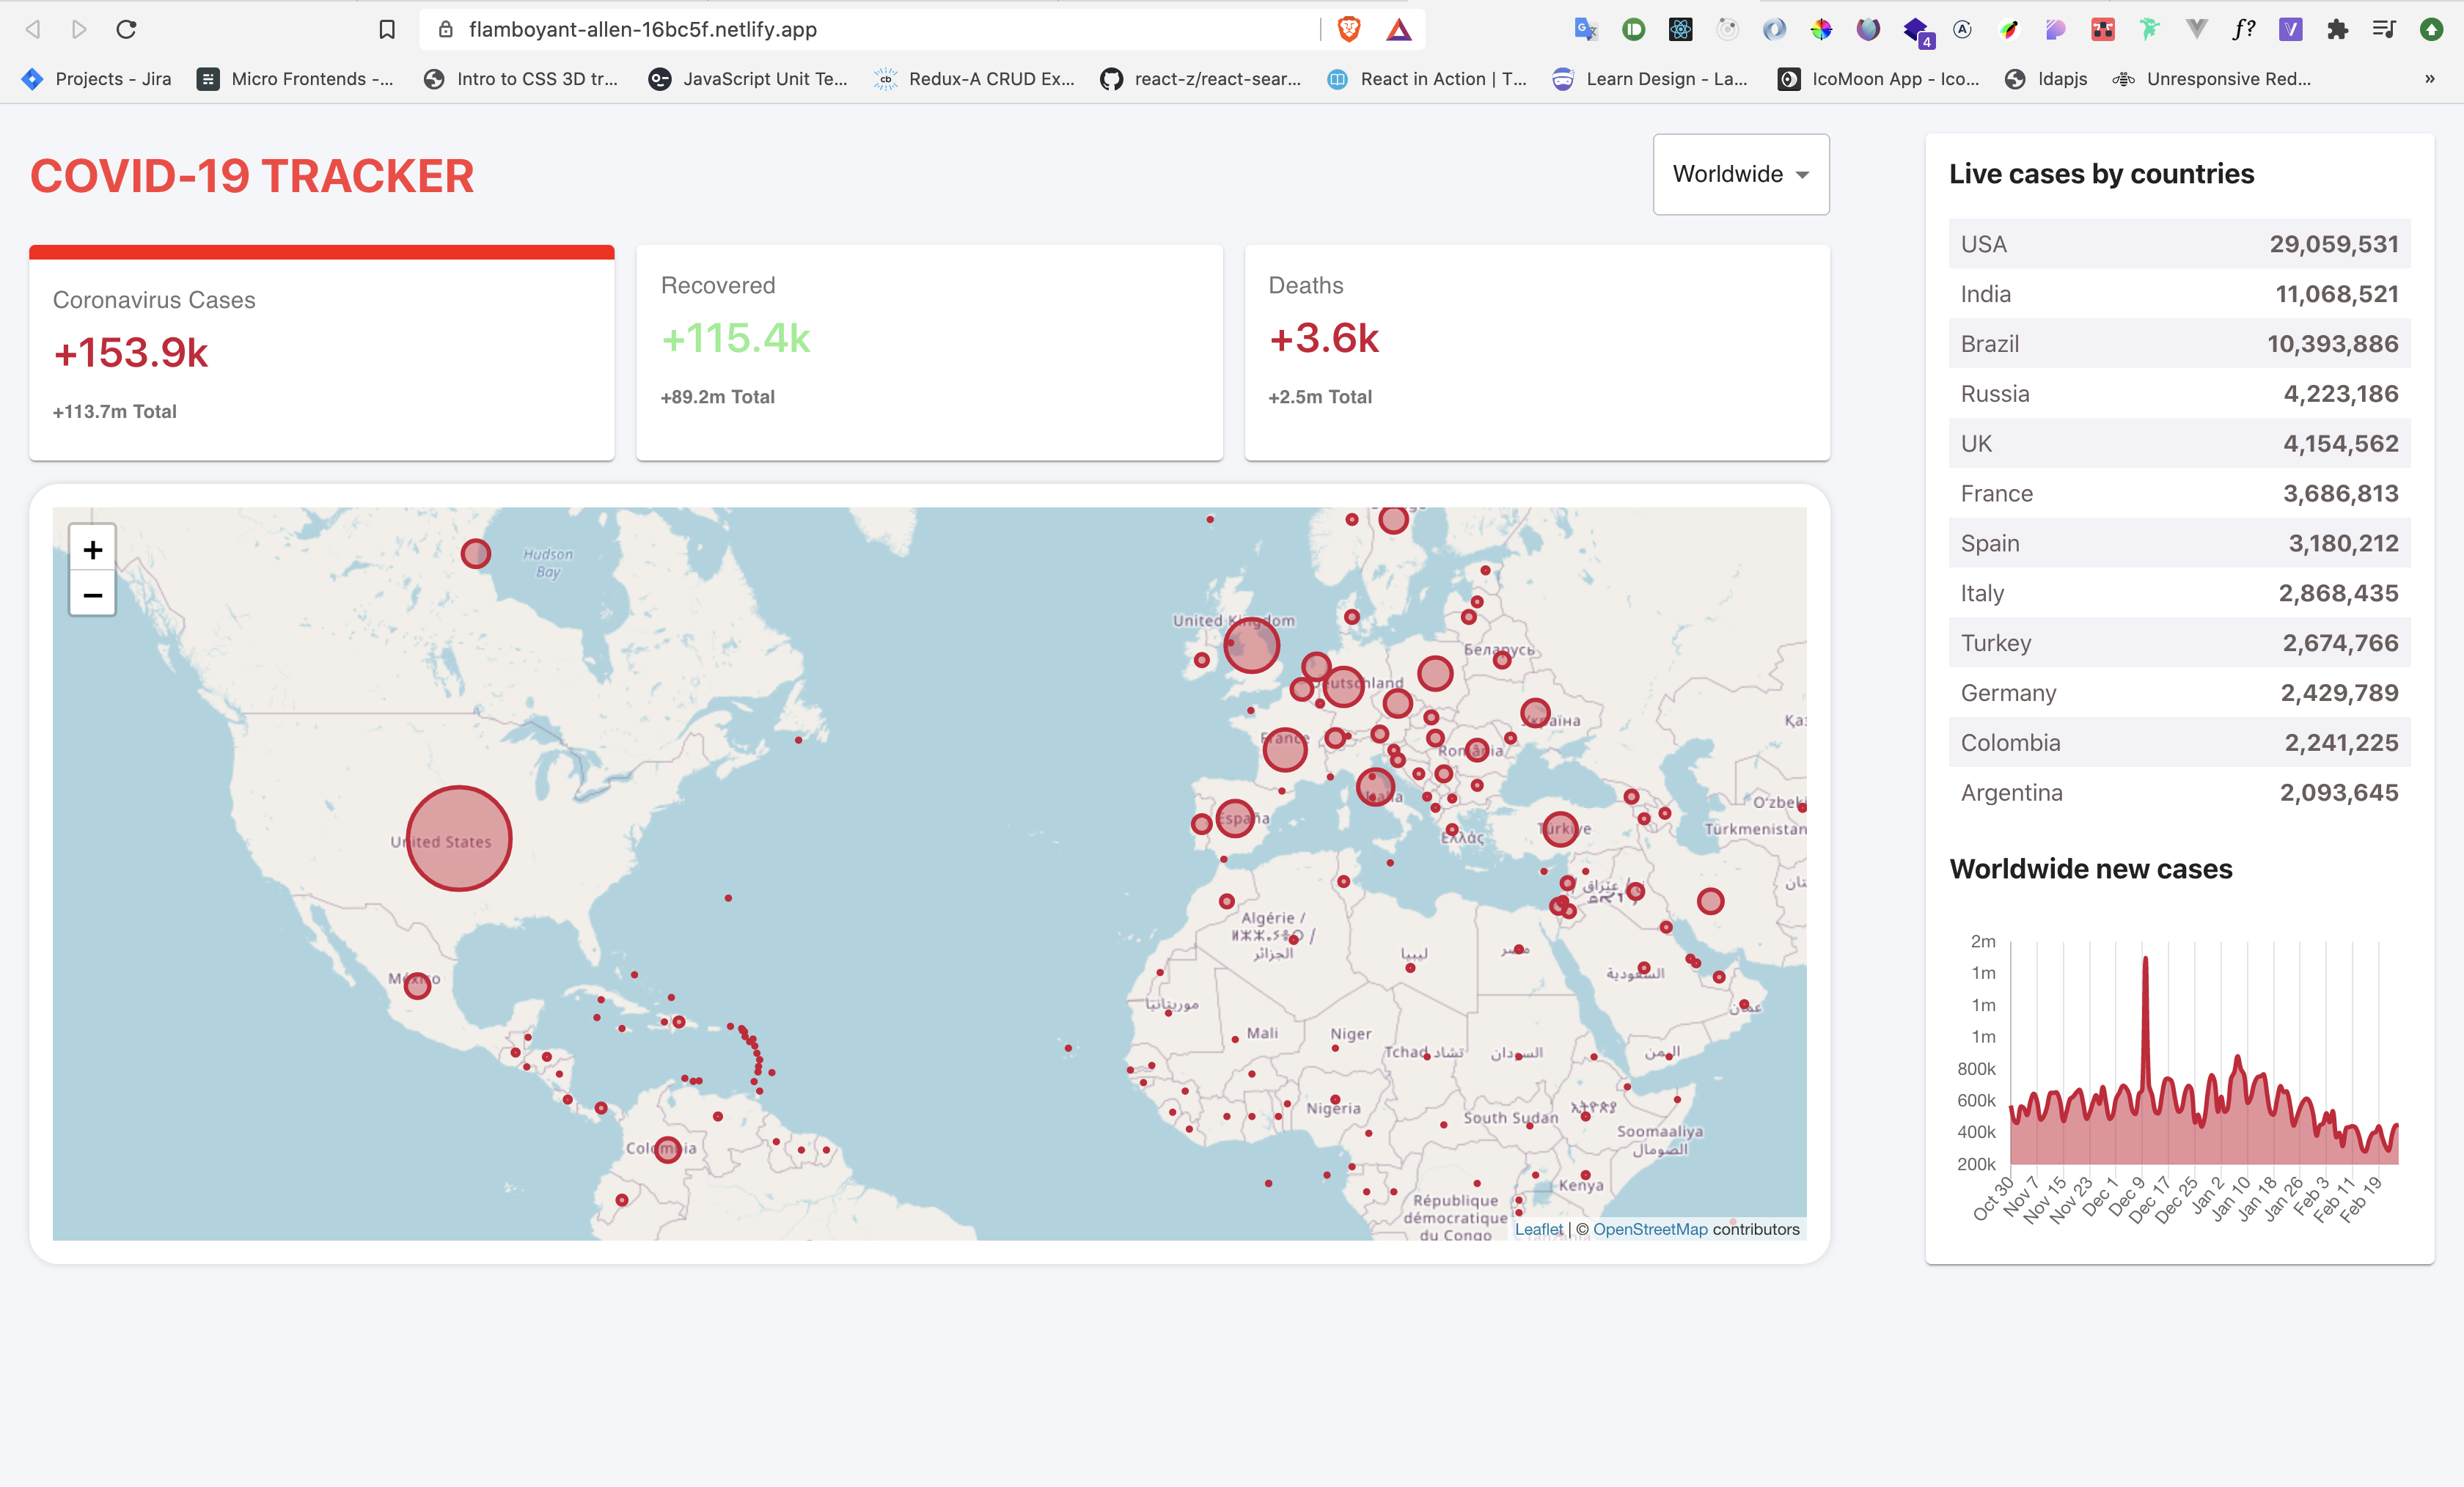 flamboyant-allen-16bc5f.netlify.app
4
f?
Projects - Jira
Micro Frontends -...
Intro to CSS 3D tr...
JavaScript Unit Te...
cb
Redux-A CRUD Ex...
react-z/react-sear...
React in Action | T...
Learn Design - La...
IcoMoon App - Ico...
ldapjs
Unresponsive Red...
»
COVID-19 TRACKER
Worldwide
Coronavirus Cases
+153.9k
+113.7m Total
Recovered
+115.4k
+89.2m Total
Deaths
+3.6k
+2.5m Total
+
−
Hudson
Bay
United Kingdom
Беларусь
Deutschland
Україна
France
România
Italia
España
Ελλάς
Türkiye
O'zbeki
Türkmenistan
United States
México
Algérie /
الجزائر
ليبيا
مصر
السعودية
عمان
موريتانيا
Mali
Niger
Tchad تشاد
السودان
اليمن
Nigeria
South Sudan
ኢትዮጵያ
Soomaaliya
الصومال
Colombia
Kenya
République
démocratique
du Congo
Leaflet | © OpenStreetMap contributors
Live cases by countries
USA 29,059,531
India 11,068,521
Brazil 10,393,886
Russia 4,223,186
UK 4,154,562
France 3,686,813
Spain 3,180,212
Italy 2,868,435
Turkey 2,674,766
Germany 2,429,789
Colombia 2,241,225
Argentina 2,093,645
Worldwide new cases
2m
1m
1m
1m
800k
600k
400k
200k
Oct 30
Nov 7
Nov 15
Nov 23
Dec 1
Dec 9
Dec 17
Dec 25
Jan 2
Jan 10
Jan 18
Jan 26
Feb 3
Feb 11
Feb 19